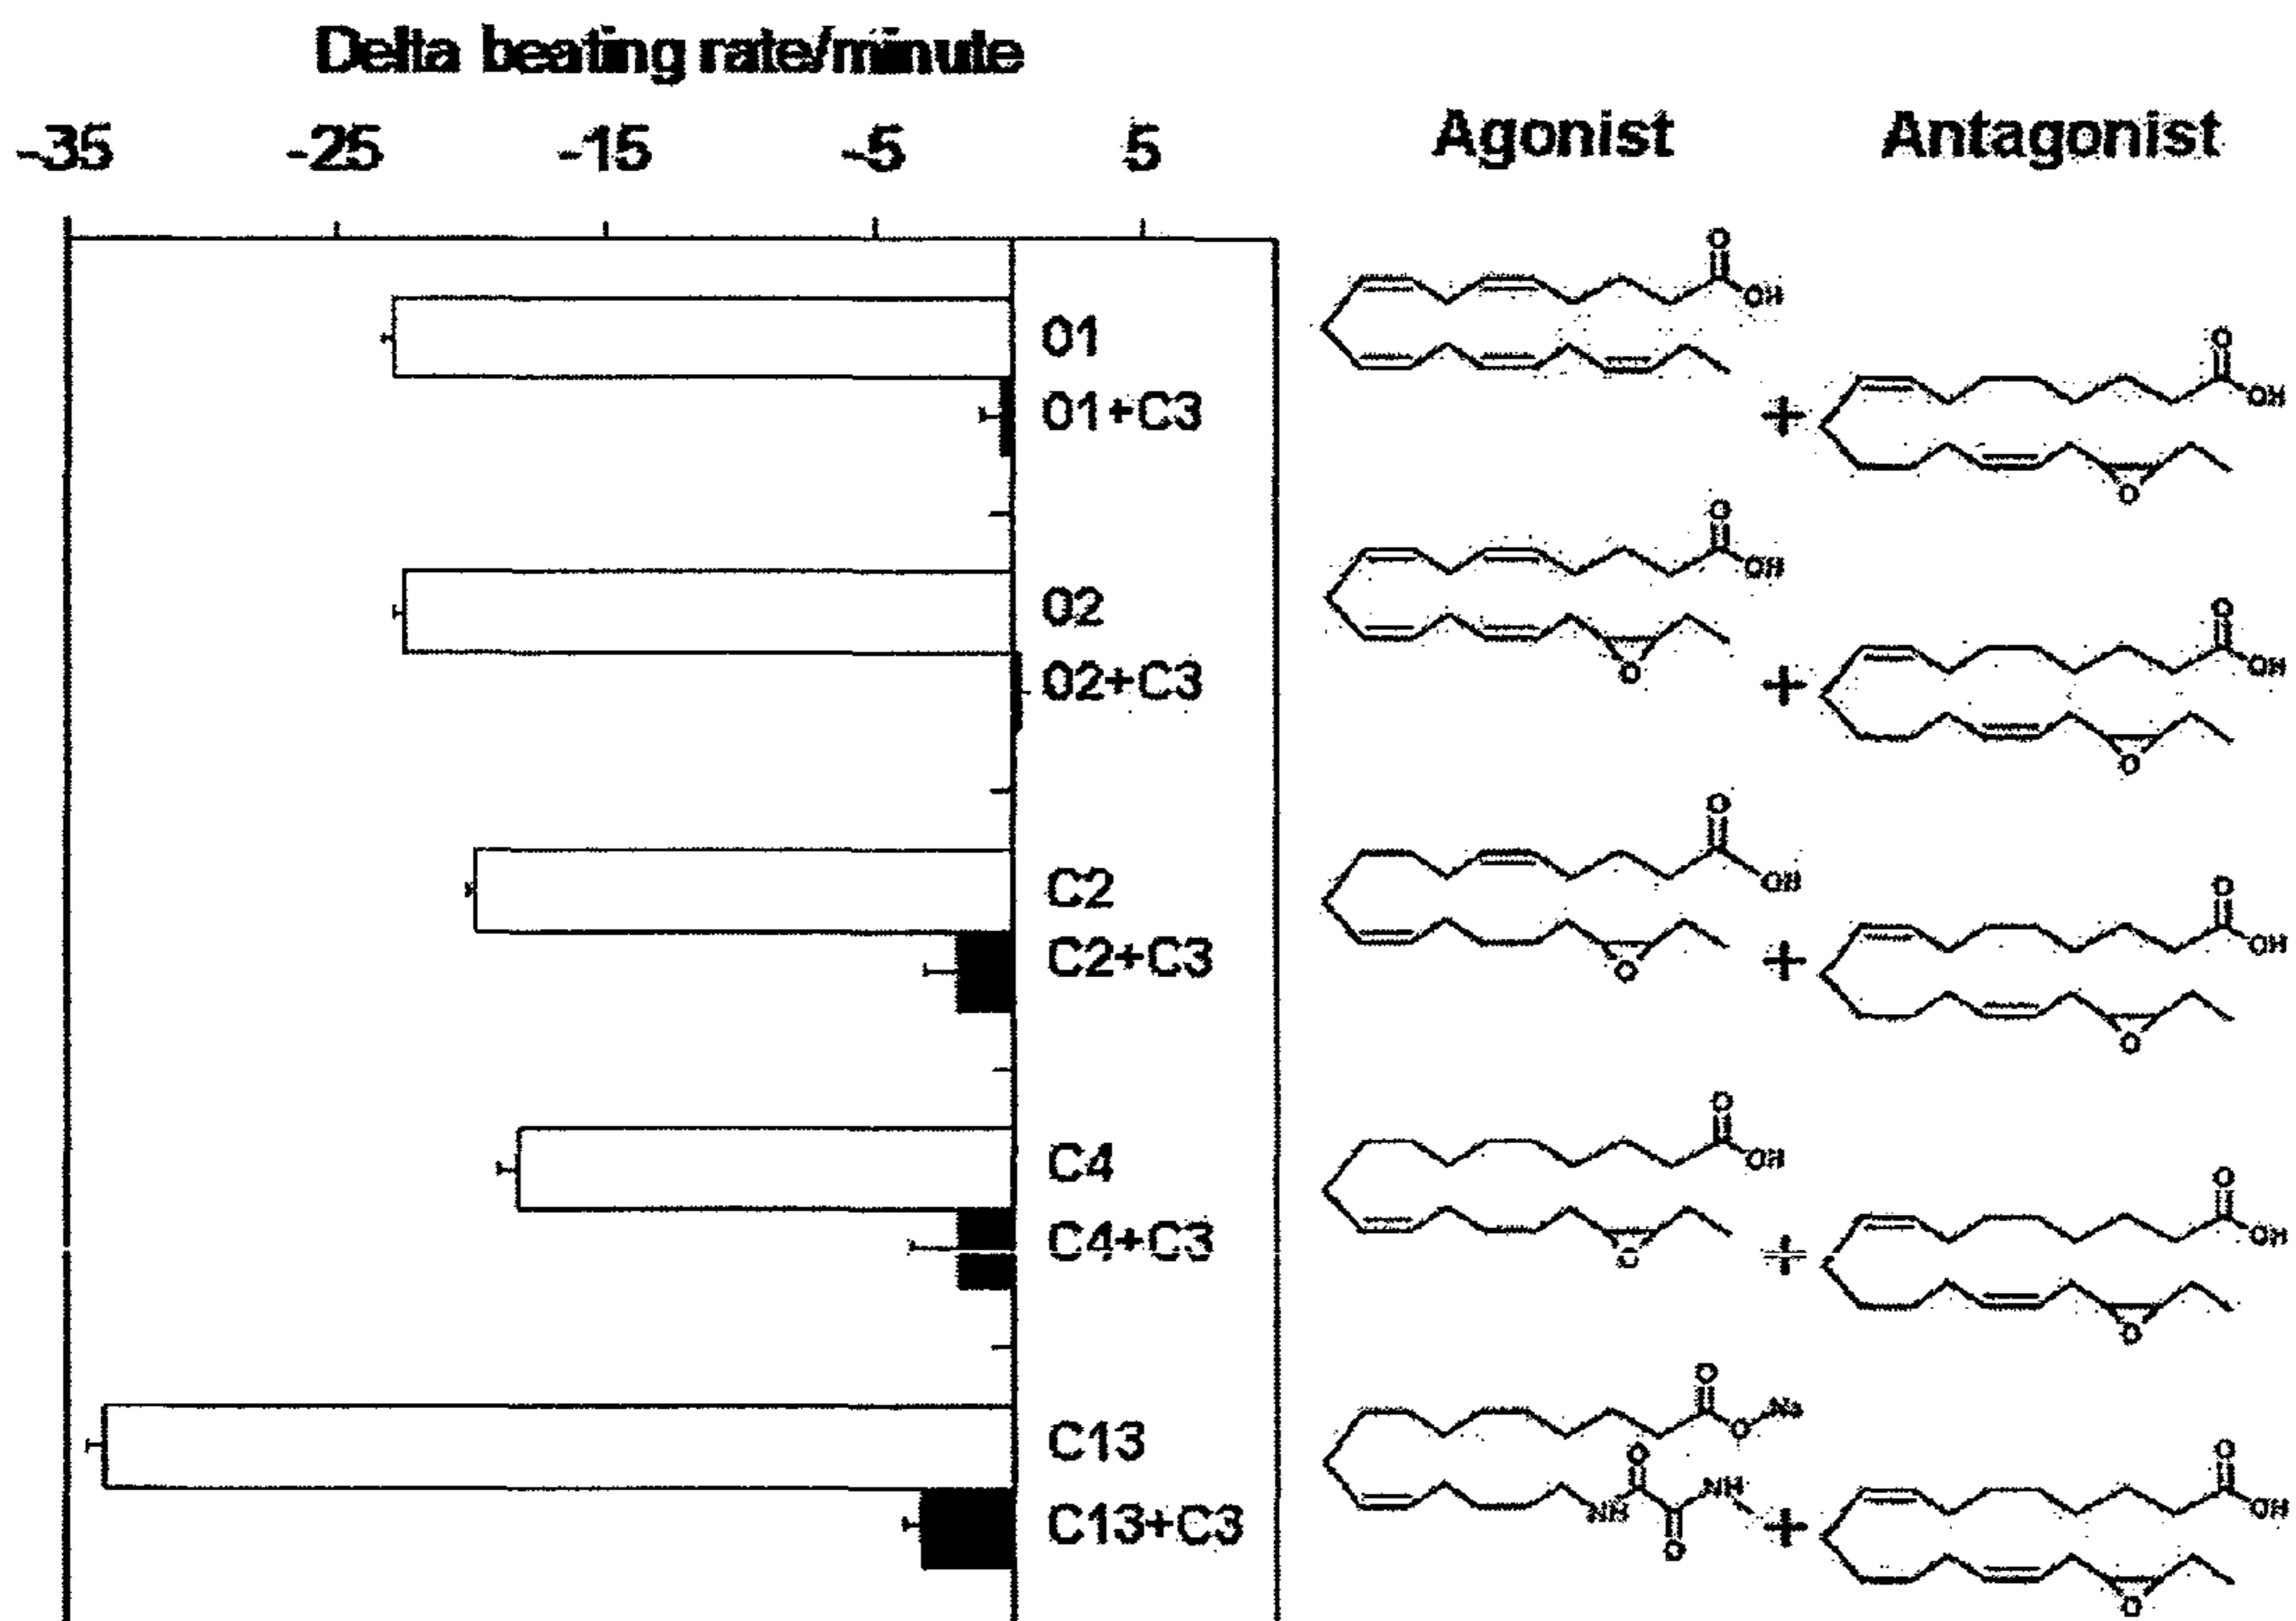 Delta beating rate/minute
-35 -25 -15 -5 5
Agonist Antagonist
O
OH
01
O
01+C3
+
OH
O
O
OH
02
O
02+C3
O
+
OH
O
O
C2
OH
O
C2+C3
O
+
OH
O
O
C4
OH
O
C4+C3
O
+
OH
O
O
Na
C13
O
O
O
NH
C13+C3
NH
+
OH
O
O